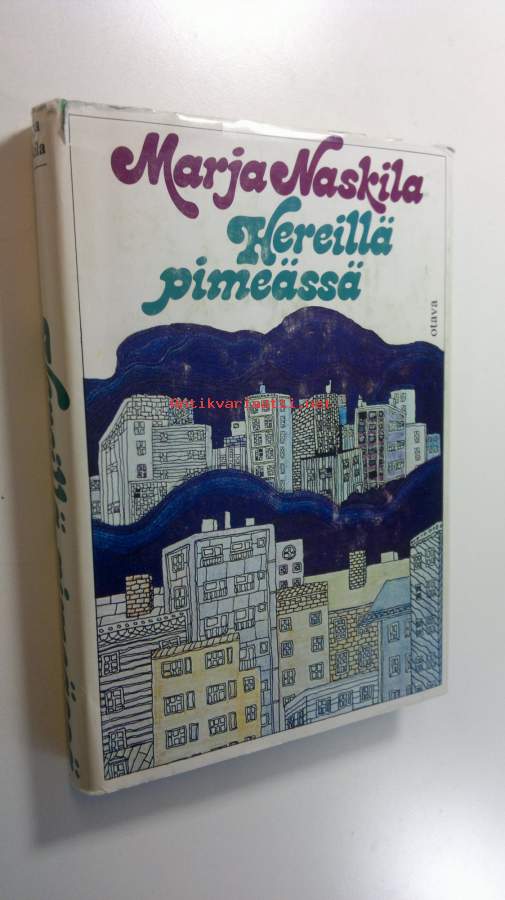 Marja Naskila
Hereillä
pimeässä
otava
Antikvariaatti.net